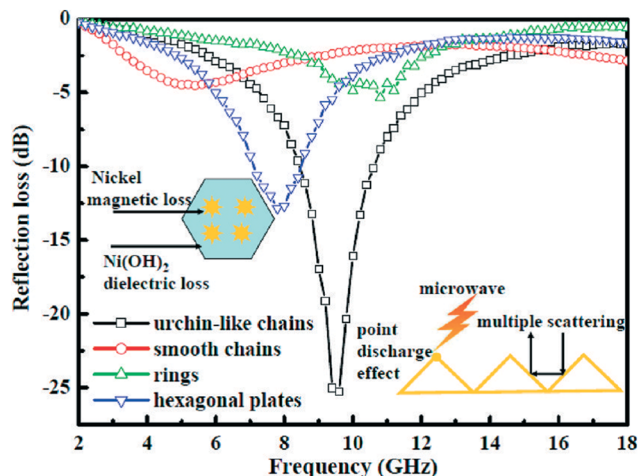 0
-5
-10
-15
-20
-25
Reflection loss (dB)
Nickel
magnetic loss
Ni(OH)2
dielectric loss
urchin-like chains
smooth chains
rings
hexagonal plates
microwave
point
discharge
effect
multiple scattering
2 4 6 8 10 12 14 16 18
Frequency (GHz)